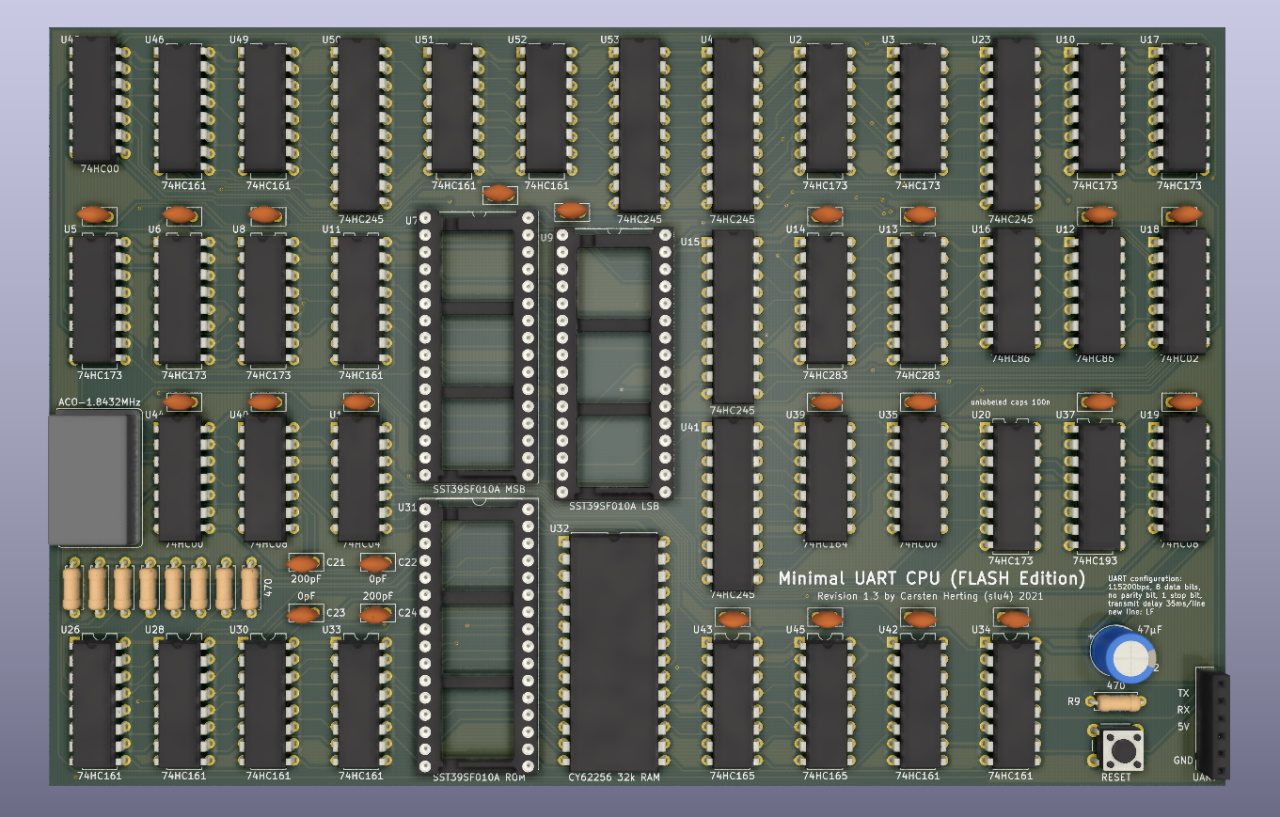 U46 U49 U50 U51 U52 U53 U4 U2 U3 U23 U10 U17
74HC00 74HC161 74HC161 74HC245 74HC161 74HC161 74HC245 74HC245 74HC173 74HC173 74HC245 74HC173 74HC173
U5 U6 U8 U11 U7 U9 U15 U14 U13 U16 U12 U18
74HC173 74HC173 74HC173 74HC161 74HC245 74HC283 74HC283 74HC86 74HC86 74HC02
ACO-1.8432MHz
unlabeled caps 100n
U44 U40 U41 U39 U35 U20 U37 U19
74HC00 74HC08 74HC04 74HC164 74HC00 74HC173 74HC193 74HC08
SST39SF010A MSB
SST39SF010A LSB
U31 U32
74HC245
C21 C22
200pF 0pF
470
0pF 200pF
C23 C24
Minimal UART CPU (FLASH Edition)
Revision 1.3 by Carsten Herting (slu4) 2021
UART configuration:
115200bps, 8 data bits,
no parity bit, 1 stop bit,
transmit delay 35ms/line
new line: LF
U26 U28 U30 U33 U43 U45 U42 U34
47µF
470
R9
TX
RX
5V
GND
74HC161 74HC161 74HC161 74HC161 SST39SF010A ROM CY62256 32k RAM 74HC165 74HC165 74HC161 74HC161 RESET